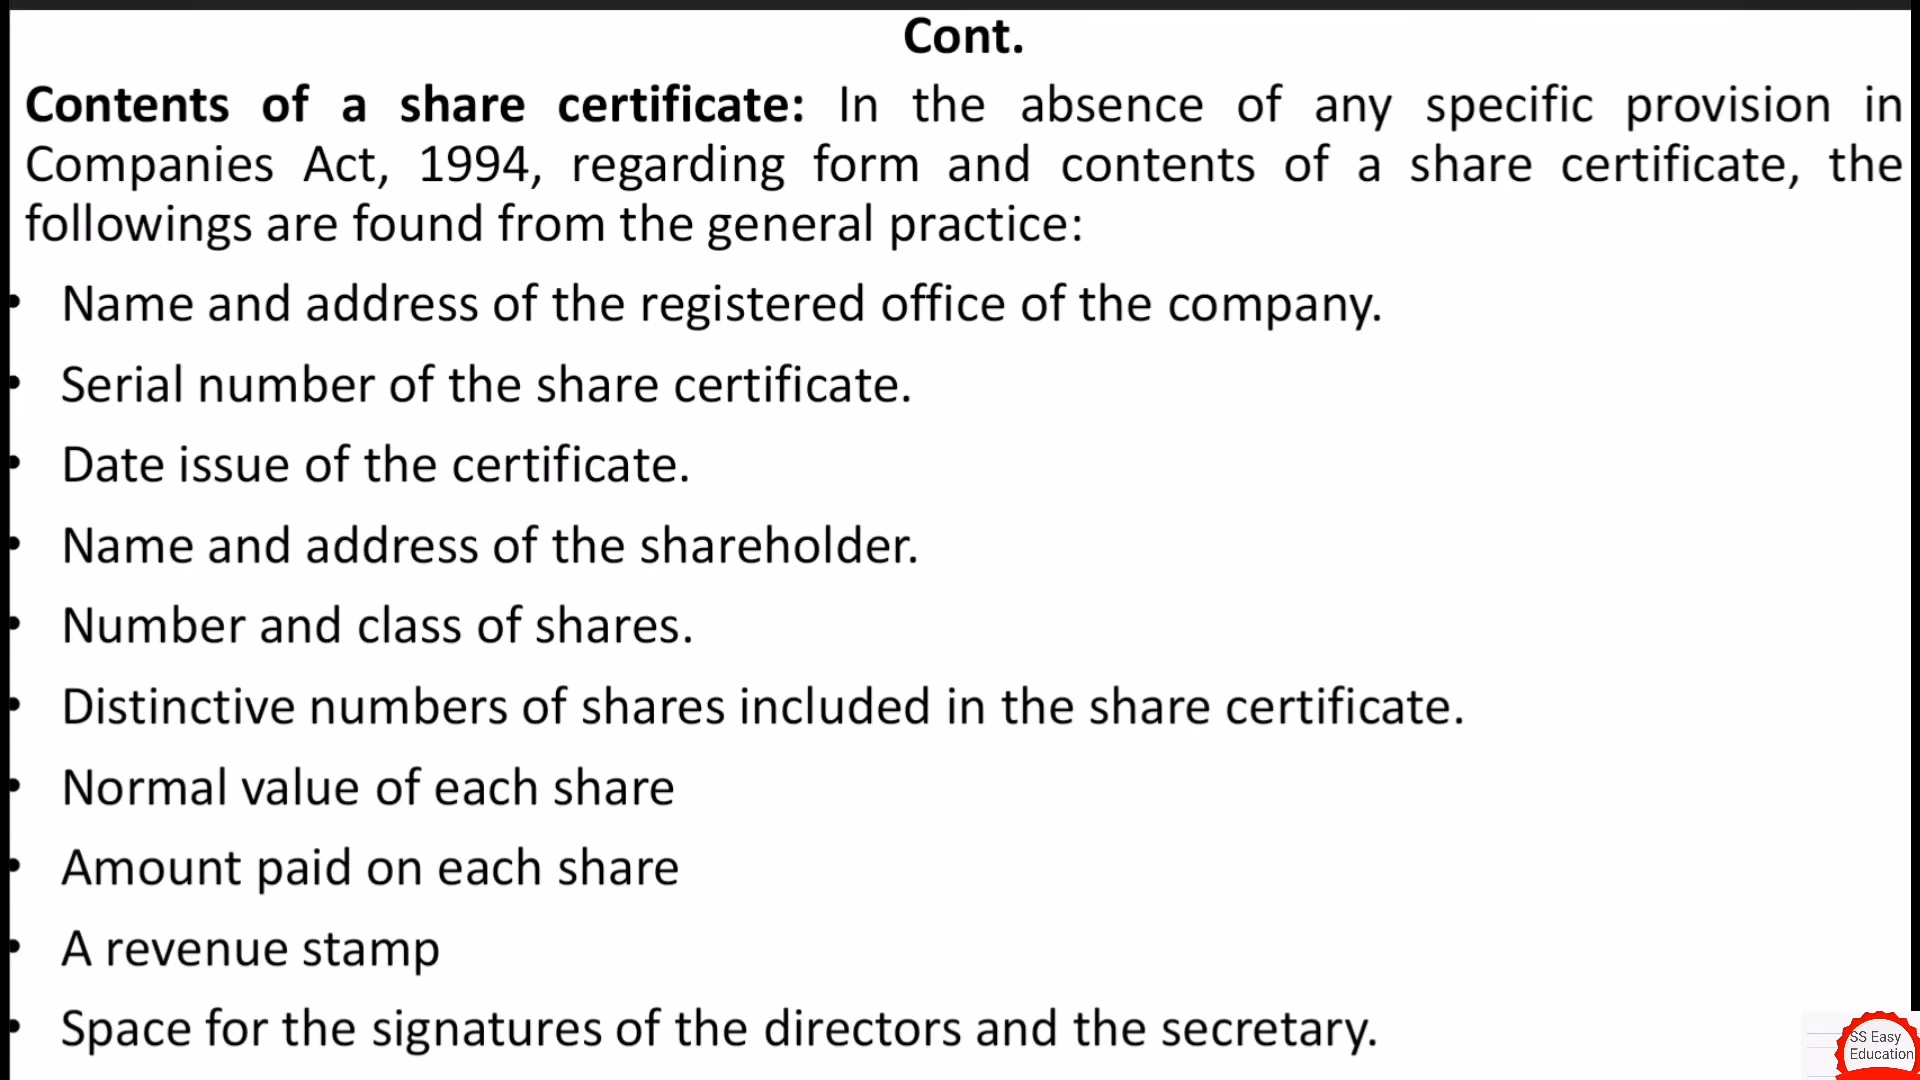 Cont.
Contents of a share certificate: In the absence of any specific provision in
Companies Act, 1994, regarding form and contents of a share certificate, the
followings are found from the general practice:
• Name and address of the registered office of the company.
• Serial number of the share certificate.
• Date issue of the certificate.
• Name and address of the shareholder.
• Number and class of shares.
• Distinctive numbers of shares included in the share certificate.
• Normal value of each share
• Amount paid on each share
• A revenue stamp
• Space for the signatures of the directors and the secretary.
SS Easy
Education